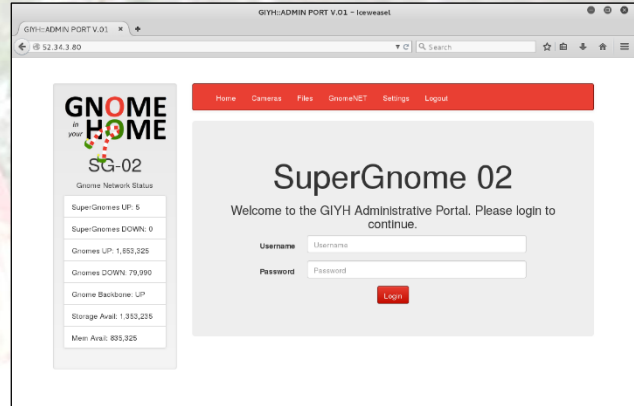 GIYH::ADMIN PORT V.01 - Iceweasel
GIYH::ADMIN PORT V.01
52.34.3.80
Search
GNOME
in
your HOME
SG-02
Gnome Network Status
SuperGnomes UP: 5
SuperGnomes DOWN: 0
Gnomes UP: 1,653,325
Gnomes DOWN: 79,990
Gnome Backbone: UP
Storage Avail: 1,353,235
Mem Avail: 835,325
Home Cameras Files GnomeNET Settings Logout
SuperGnome 02
Welcome to the GIYH Administrative Portal. Please login to
continue.
Username Username
Password Password
Login